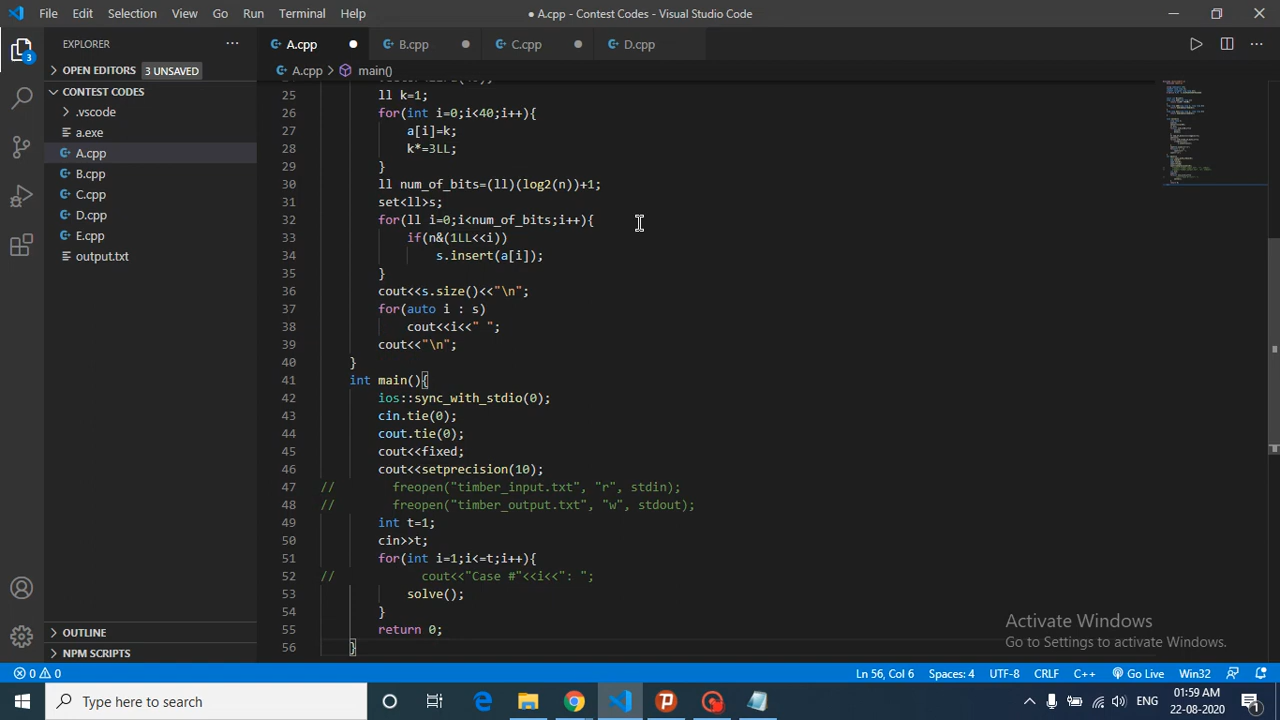 File Edit Selection View Go Run Terminal Help
● A.cpp - Contest Codes - Visual Studio Code
EXPLORER
A.cpp
B.cpp
C.cpp
D.cpp
OPEN EDITORS 3 UNSAVED
A.cpp > main()
CONTEST CODES
.vscode
a.exe
A.cpp
B.cpp
C.cpp
D.cpp
E.cpp
output.txt
OUTLINE
NPM SCRIPTS
3
25 ll k=1;
26 for(int i=0;i<40;i++){
27 a[i]=k;
28 k*=3LL;
29 }
30 ll num_of_bits=(ll)(log2(n))+1;
31 set<ll>s;
32 for(ll i=0;i<num_of_bits;i++){
33 if(n&(1LL<<i))
34 s.insert(a[i]);
35 }
36 cout<<s.size()<<"\n";
37 for(auto i : s)
38 cout<<i<<" ";
39 cout<<"\n";
40 }
41 int main(){
42 ios::sync_with_stdio(0);
43 cin.tie(0);
44 cout.tie(0);
45 cout<<fixed;
46 cout<<setprecision(10);
47 // freopen("timber_input.txt", "r", stdin);
48 // freopen("timber_output.txt", "w", stdout);
49 int t=1;
50 cin>>t;
51 for(int i=1;i<=t;i++){
52 // cout<<"Case #"<<i<<": ";
53 solve();
54 }
55 return 0;
56 }
Activate Windows
Go to Settings to activate Windows.
0 0
Ln 56, Col 6 Spaces: 4 UTF-8 CRLF C++ Go Live Win32
Type here to search
ENG
01:59 AM
22-08-2020
1